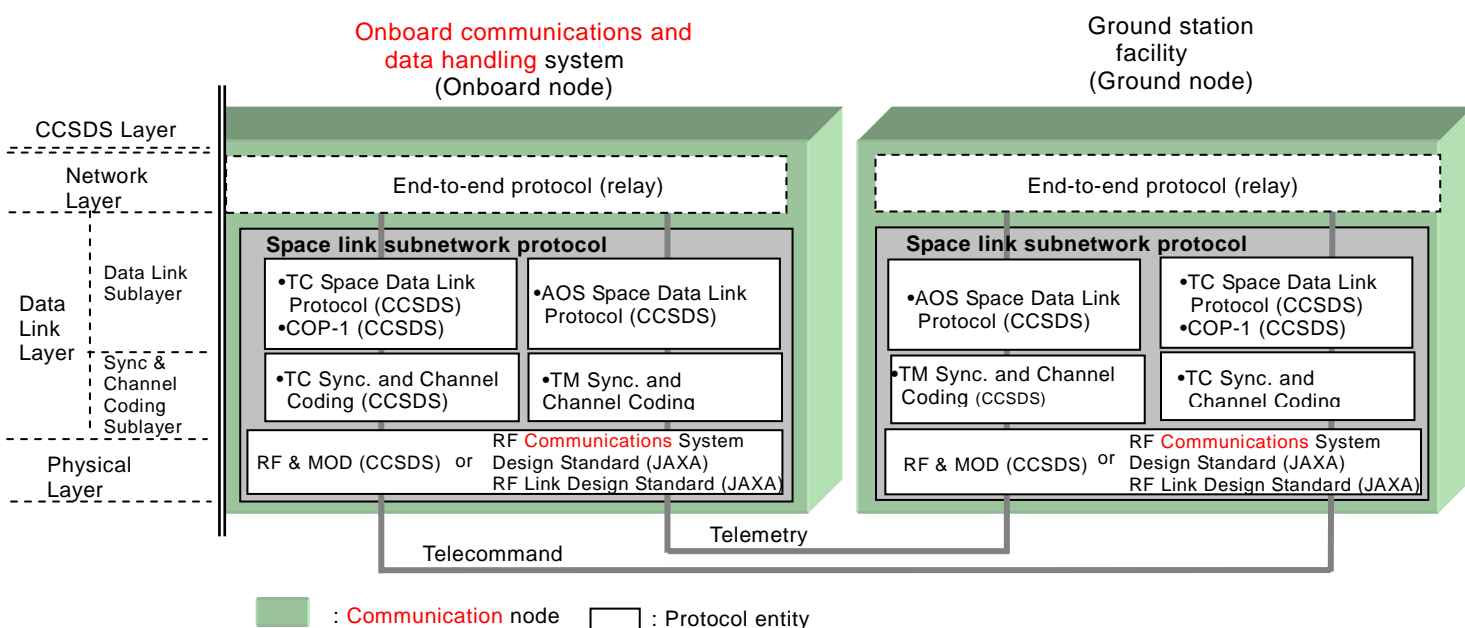 Onboard communications and
data handling system
(Onboard node)
Ground station
facility
(Ground node)
CCSDS Layer
Network
Layer
Data
Link
Layer
Data Link
Sublayer
Sync &
Channel
Coding
Sublayer
Physical
Layer
End-to-end protocol (relay)
Space link subnetwork protocol
•TC Space Data Link
Protocol (CCSDS)
•COP-1 (CCSDS)
•AOS Space Data Link
Protocol (CCSDS)
•TC Sync. and Channel
Coding (CCSDS)
•TM Sync. and
Channel Coding
RF & MOD (CCSDS) or
RF Communications System
Design Standard (JAXA)
RF Link Design Standard (JAXA)
End-to-end protocol (relay)
Space link subnetwork protocol
•AOS Space Data Link
Protocol (CCSDS)
•TC Space Data Link
Protocol (CCSDS)
•COP-1 (CCSDS)
•TM Sync. and Channel
Coding (CCSDS)
•TC Sync. and
Channel Coding
RF & MOD (CCSDS) or
RF Communications System
Design Standard (JAXA)
RF Link Design Standard (JAXA)
Telemetry
Telecommand
: Communication node
: Protocol entity